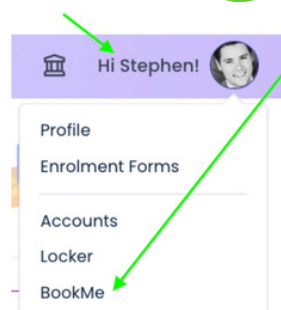 Hi Stephen!
Profile
Enrolment Forms
Accounts
Locker
BookMe